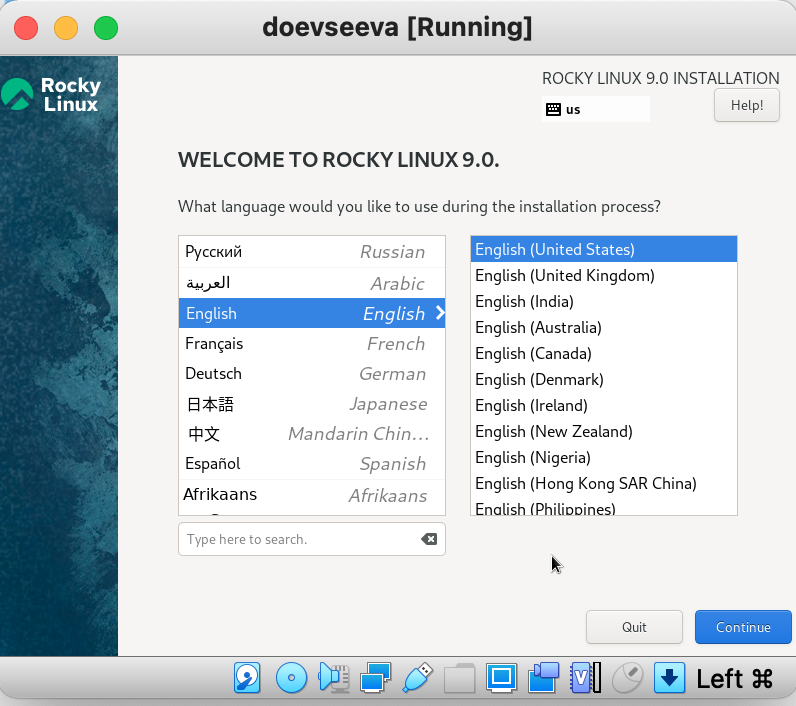 doevseeva [Running]
Rocky
Linux
ROCKY LINUX 9.0 INSTALLATION
us
Help!
WELCOME TO ROCKY LINUX 9.0.
What language would you like to use during the installation process?
Русский Russian
العربية Arabic
English English
Français French
Deutsch German
日本語 Japanese
中文 Mandarin Chin...
Español Spanish
Afrikaans Afrikaans
English (United States)
English (United Kingdom)
English (India)
English (Australia)
English (Canada)
English (Denmark)
English (Ireland)
English (New Zealand)
English (Nigeria)
English (Hong Kong SAR China)
English (Philippines)
Type here to search.
Quit
Continue
V
Left ⌘